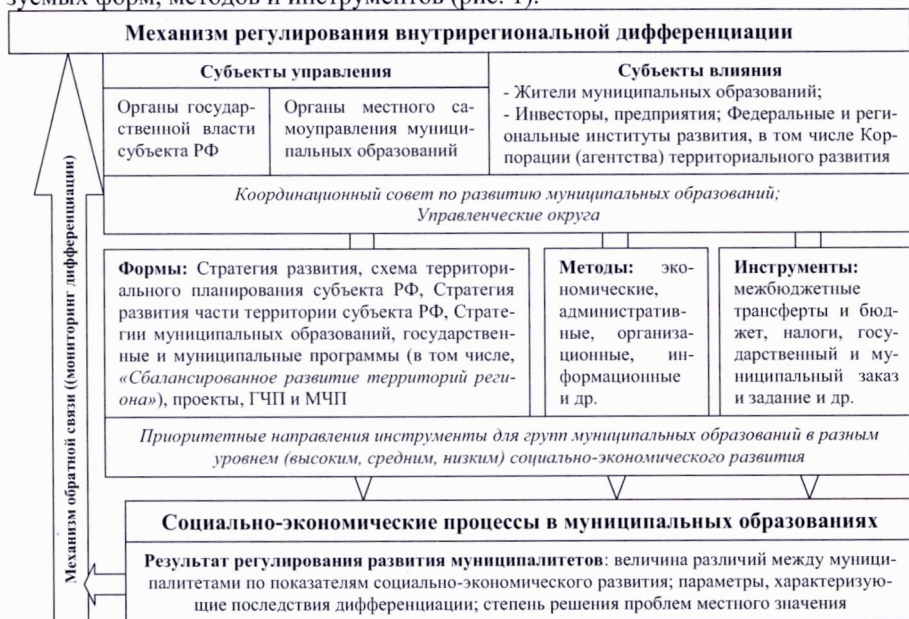 зуемых форм, методов и инструментов (рис. 1).
Механизм регулирования внутрирегиональной дифференциации
Субъекты управления
Органы государ-
ственной власти
субъекта РФ
Органы местного са-
моуправления муници-
пальных образований
Субъекты влияния
- Жители муниципальных образований;
- Инвесторы, предприятия; Федеральные и реги-
ональные институты развития, в том числе Кор-
порации (агентства) территориального развития
Координационный совет по развитию муниципальных образований;
Управленческие округа
Формы: Стратегия развития, схема территори-
ального планирования субъекта РФ, Стратегия
развития части территории субъекта РФ, Страте-
гии муниципальных образований, государствен-
ные и муниципальные программы (в том числе,
«Сбалансированное развитие территорий реги-
она»), проекты, ГЧП и МЧП
Методы: эко-
номические,
административ-
ные, организа-
ционные, ин-
формационные
и др.
Инструменты:
межбюджетные
трансферты и бюд-
жет, налоги, госу-
дарственный и му-
ниципальный заказ
и задание и др.
Приоритетные направления инструменты для групп муниципальных образований в разным
уровнем (высоким, средним, низким) социально-экономического развития
Социально-экономические процессы в муниципальных образованиях
Результат регулирования развития муниципалитетов: величина различий между муници-
палитетами по показателям социально-экономического развития; параметры, характеризую-
щие последствия дифференциации; степень решения проблем местного значения
Механизм обратной связи ((мониторинг дифференциации)